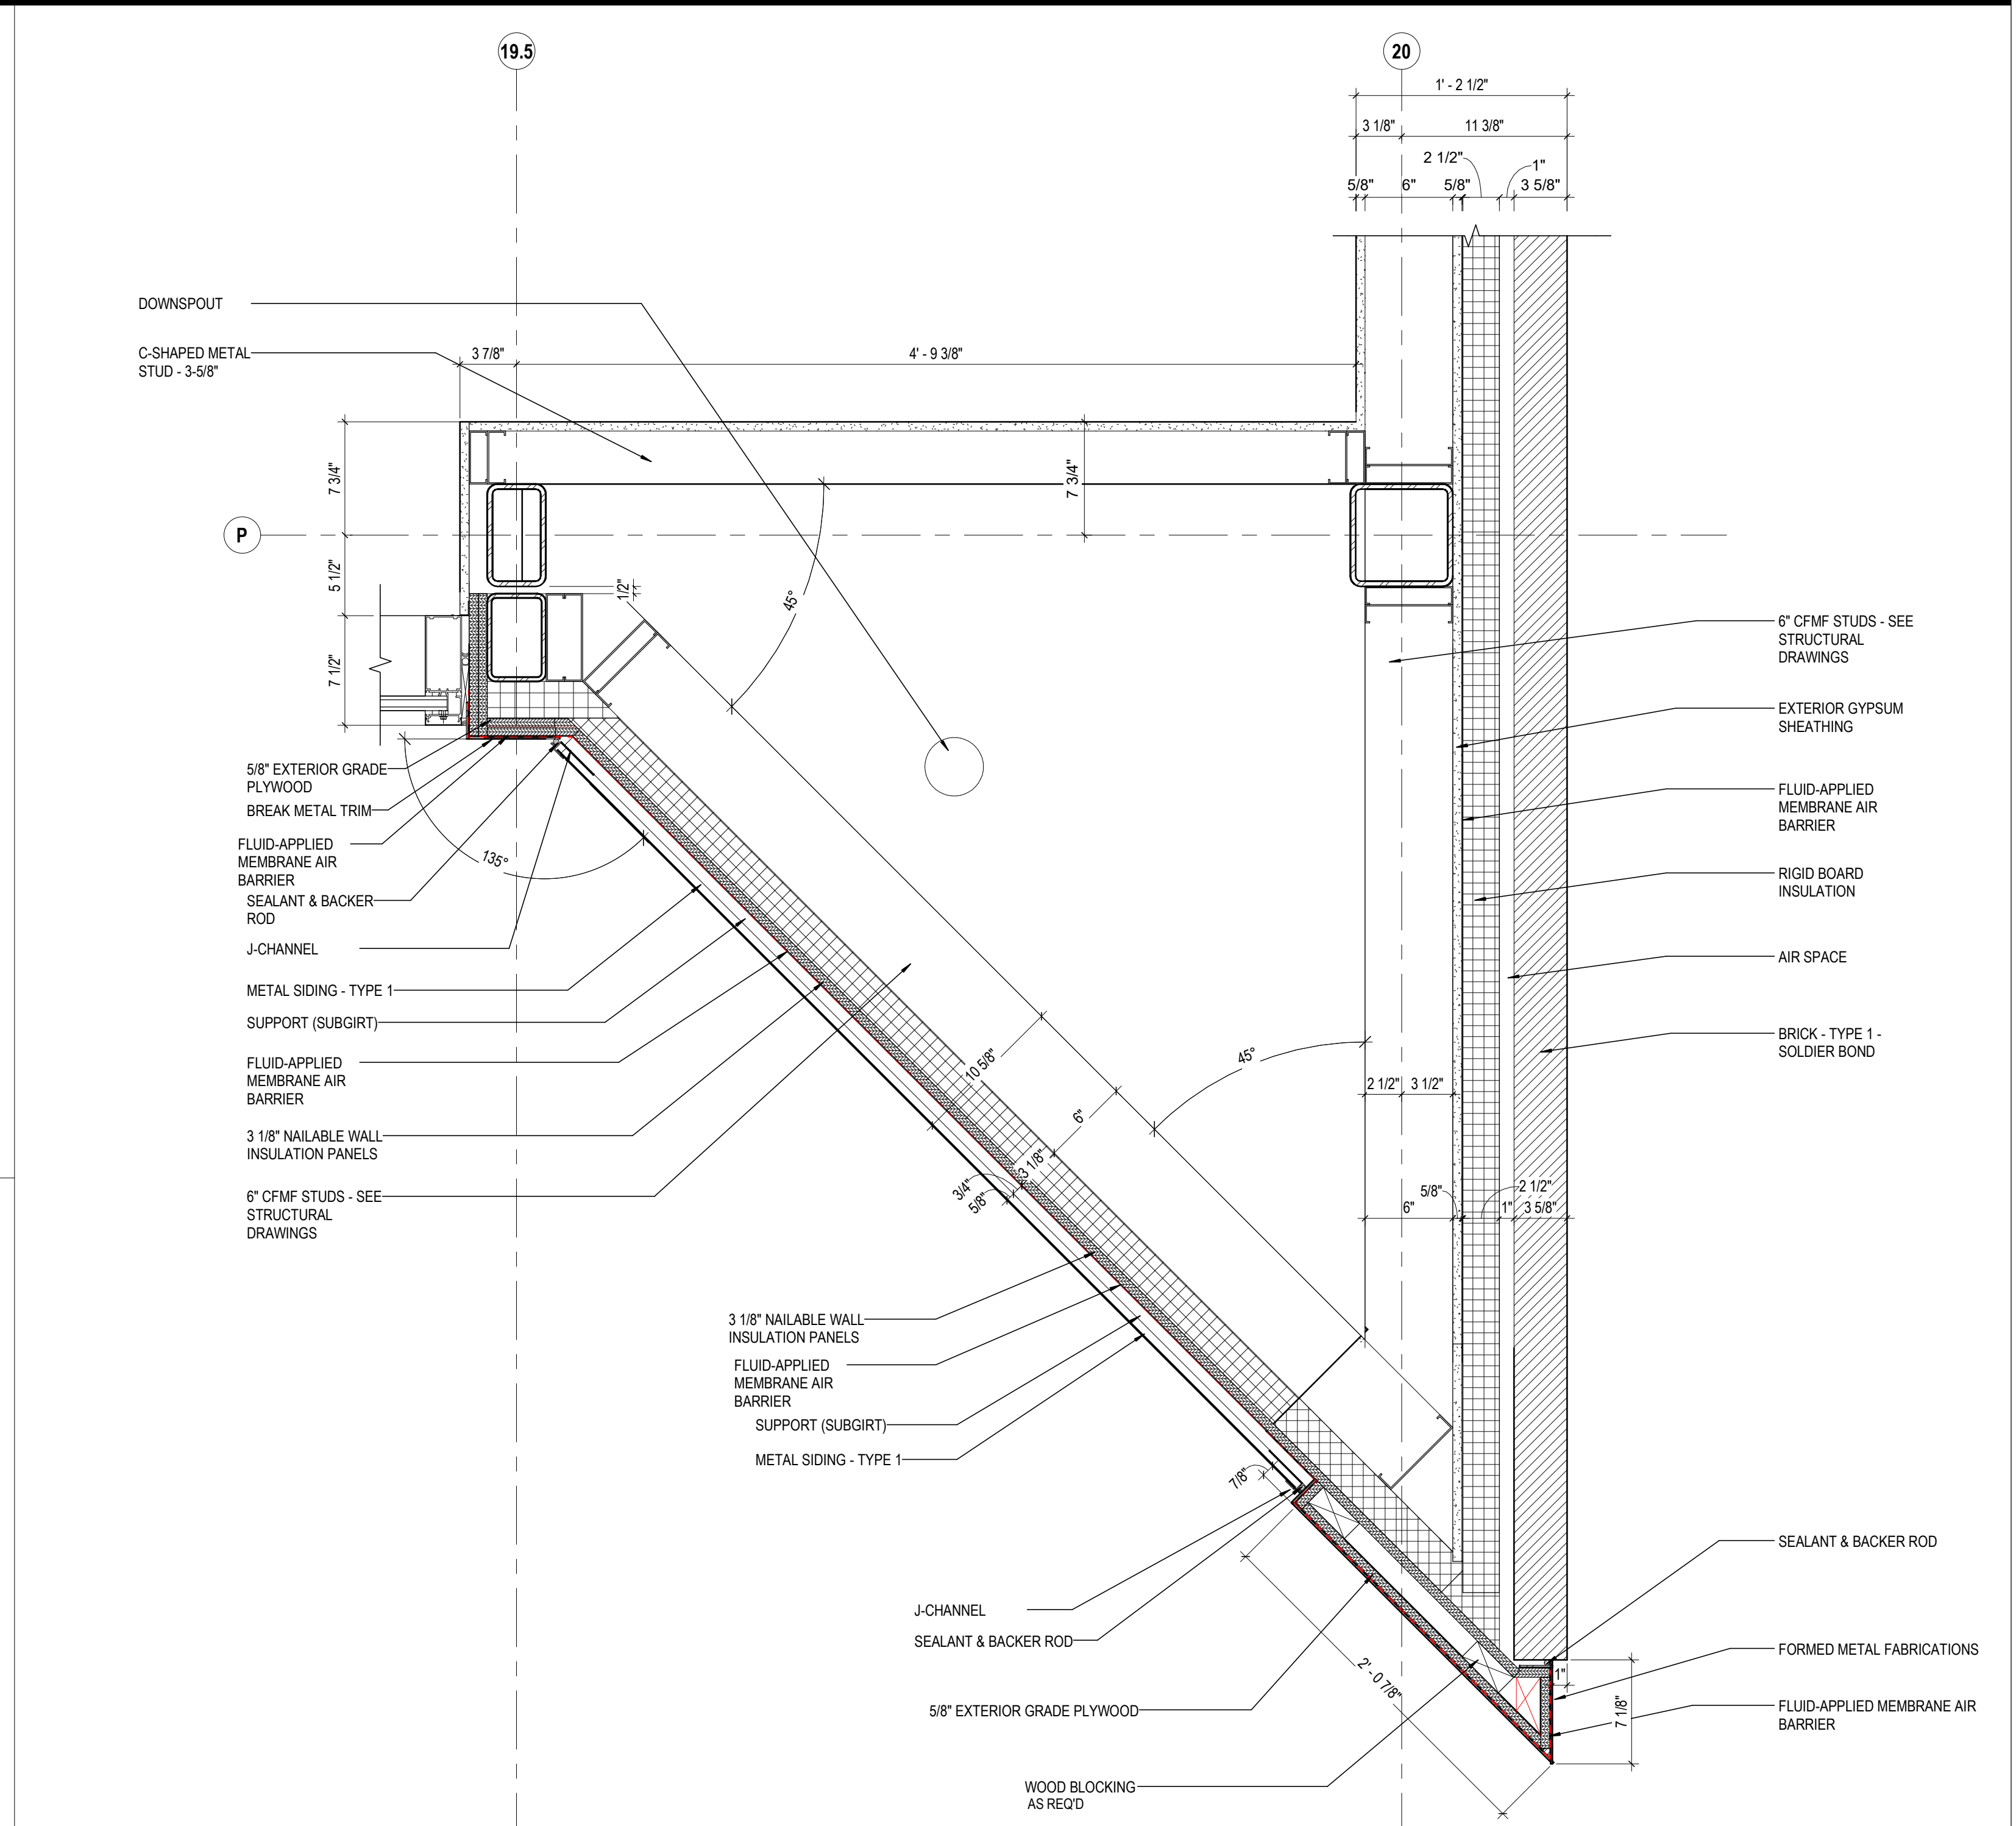 19.5
20
1' - 2 1/2"
3 1/8"
11 3/8"
2 1/2"
1"
5/8"
6"
5/8"
3 5/8"
DOWNSPOUT
C-SHAPED METAL
STUD - 3-5/8"
3 7/8"
4' - 9 3/8"
7 3/4"
7 3/4"
P
5 1/2"
1/2"
45°
7 1/2"
6" CFMF STUDS - SEE
STRUCTURAL
DRAWINGS
EXTERIOR GYPSUM
SHEATHING
FLUID-APPLIED
MEMBRANE AIR
BARRIER
RIGID BOARD
INSULATION
AIR SPACE
BRICK - TYPE 1 -
SOLDIER BOND
5/8" EXTERIOR GRADE
PLYWOOD
BREAK METAL TRIM
FLUID-APPLIED
MEMBRANE AIR
BARRIER
135°
SEALANT & BACKER
ROD
J-CHANNEL
METAL SIDING - TYPE 1
SUPPORT (SUBGIRT)
FLUID-APPLIED
MEMBRANE AIR
BARRIER
3 1/8" NAILABLE WALL
INSULATION PANELS
6" CFMF STUDS - SEE
STRUCTURAL
DRAWINGS
10 5/8"
45°
6"
2 1/2"
3 1/2"
3 1/8"
3/4"
5/8"
5/8"
2 1/2"
6"
1"
3 5/8"
3 1/8" NAILABLE WALL
INSULATION PANELS
FLUID-APPLIED
MEMBRANE AIR
BARRIER
SUPPORT (SUBGIRT)
METAL SIDING - TYPE 1
7/8"
J-CHANNEL
SEALANT & BACKER ROD
5/8" EXTERIOR GRADE PLYWOOD
2' - 0 7/8"
WOOD BLOCKING
AS REQ'D
SEALANT & BACKER ROD
FORMED METAL FABRICATIONS
1"
7 1/8"
FLUID-APPLIED MEMBRANE AIR
BARRIER